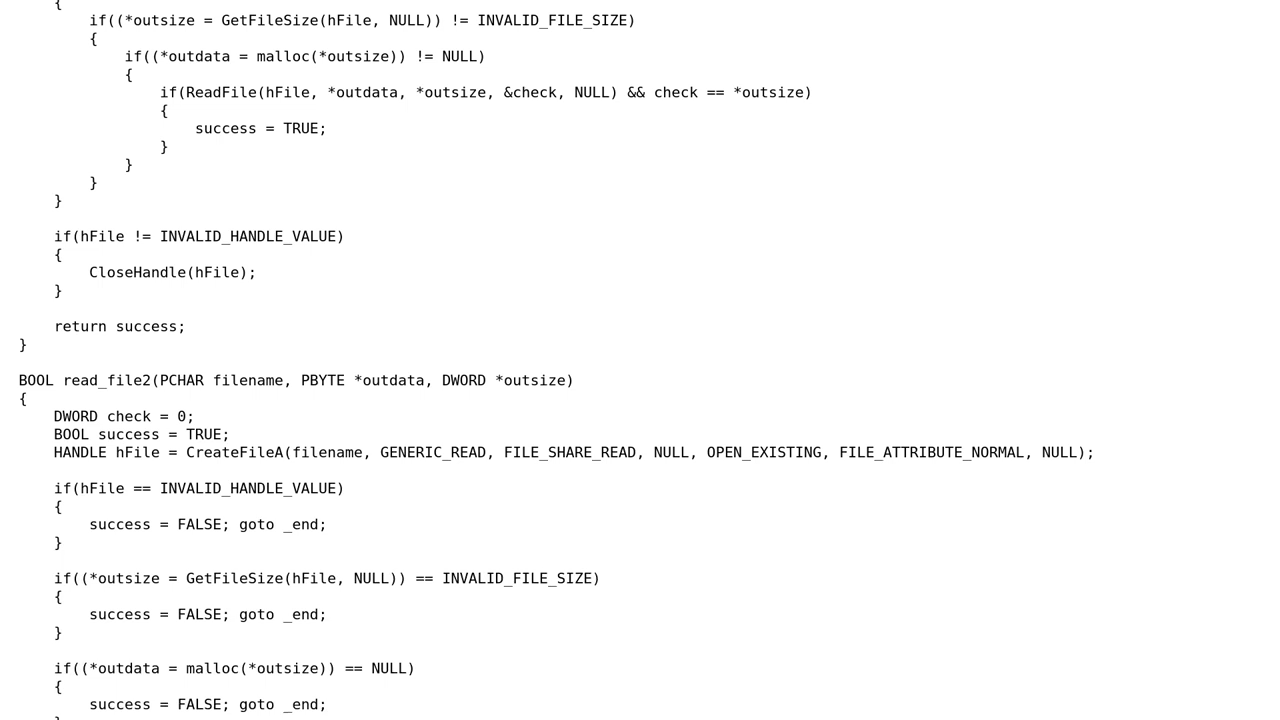 {
if((*outsize = GetFileSize(hFile, NULL)) != INVALID_FILE_SIZE)
{
if((*outdata = malloc(*outsize)) != NULL)
{
if(ReadFile(hFile, *outdata, *outsize, &check, NULL) && check == *outsize)
{
success = TRUE;
}
}
}
}
if(hFile != INVALID_HANDLE_VALUE)
{
CloseHandle(hFile);
}
return success;
}
BOOL read_file2(PCHAR filename, PBYTE *outdata, DWORD *outsize)
{
DWORD check = 0;
BOOL success = TRUE;
HANDLE hFile = CreateFileA(filename, GENERIC_READ, FILE_SHARE_READ, NULL, OPEN_EXISTING, FILE_ATTRIBUTE_NORMAL, NULL);
if(hFile == INVALID_HANDLE_VALUE)
{
success = FALSE; goto _end;
}
if((*outsize = GetFileSize(hFile, NULL)) == INVALID_FILE_SIZE)
{
success = FALSE; goto _end;
}
if((*outdata = malloc(*outsize)) == NULL)
{
success = FALSE; goto _end;
}